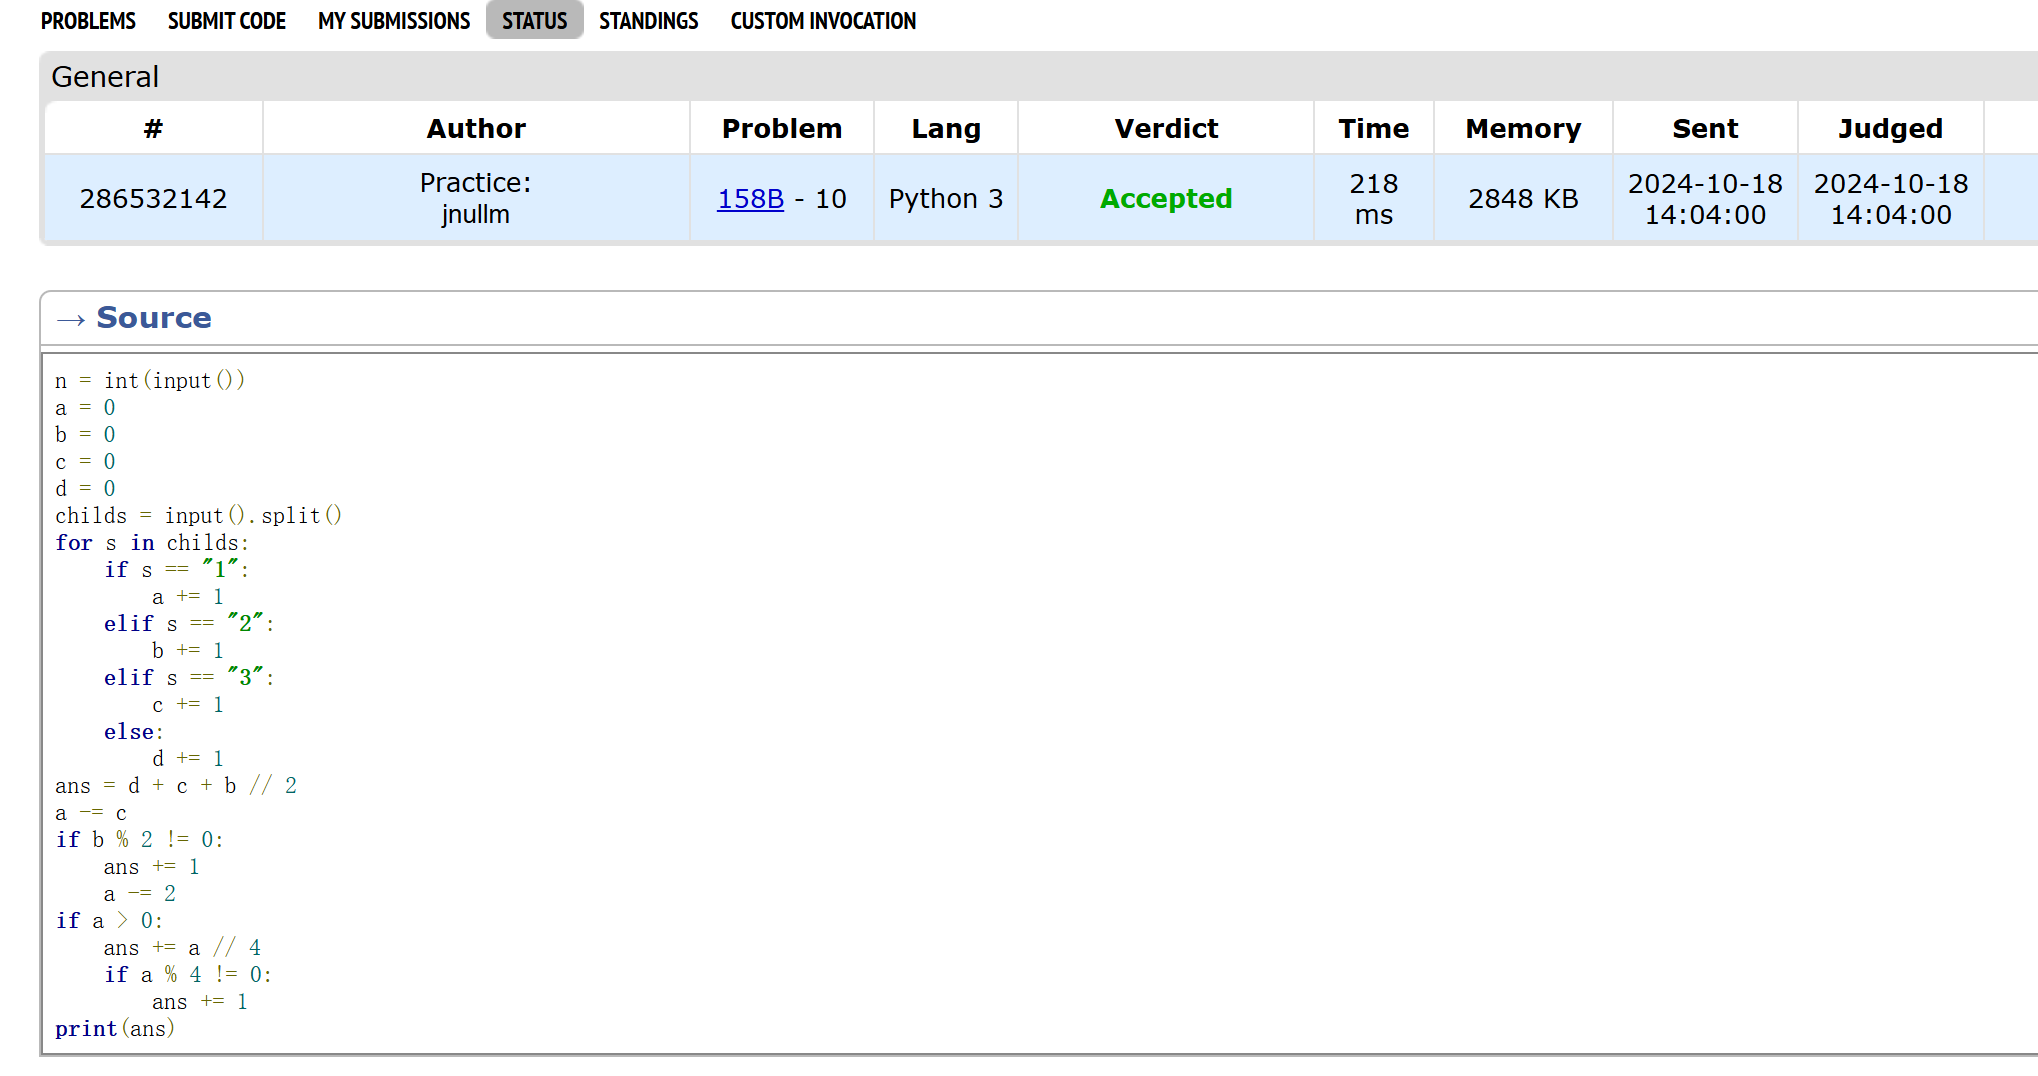 PROBLEMS SUBMIT CODE MY SUBMISSIONS STATUS STANDINGS CUSTOM INVOCATION
General
# Author Problem Lang Verdict Time Memory Sent Judged
286532142 Practice: jnullm 158B - 10 Python 3 Accepted 218 ms 2848 KB 2024-10-18 14:04:00 2024-10-18 14:04:00
→ Source
n = int(input())
a = 0
b = 0
c = 0
d = 0
childs = input().split()
for s in childs:
    if s == "1":
        a += 1
    elif s == "2":
        b += 1
    elif s == "3":
        c += 1
    else:
        d += 1
ans = d + c + b // 2
a -= c
if b % 2 != 0:
    ans += 1
    a -= 2
if a > 0:
    ans += a // 4
    if a % 4 != 0:
        ans += 1
print(ans)